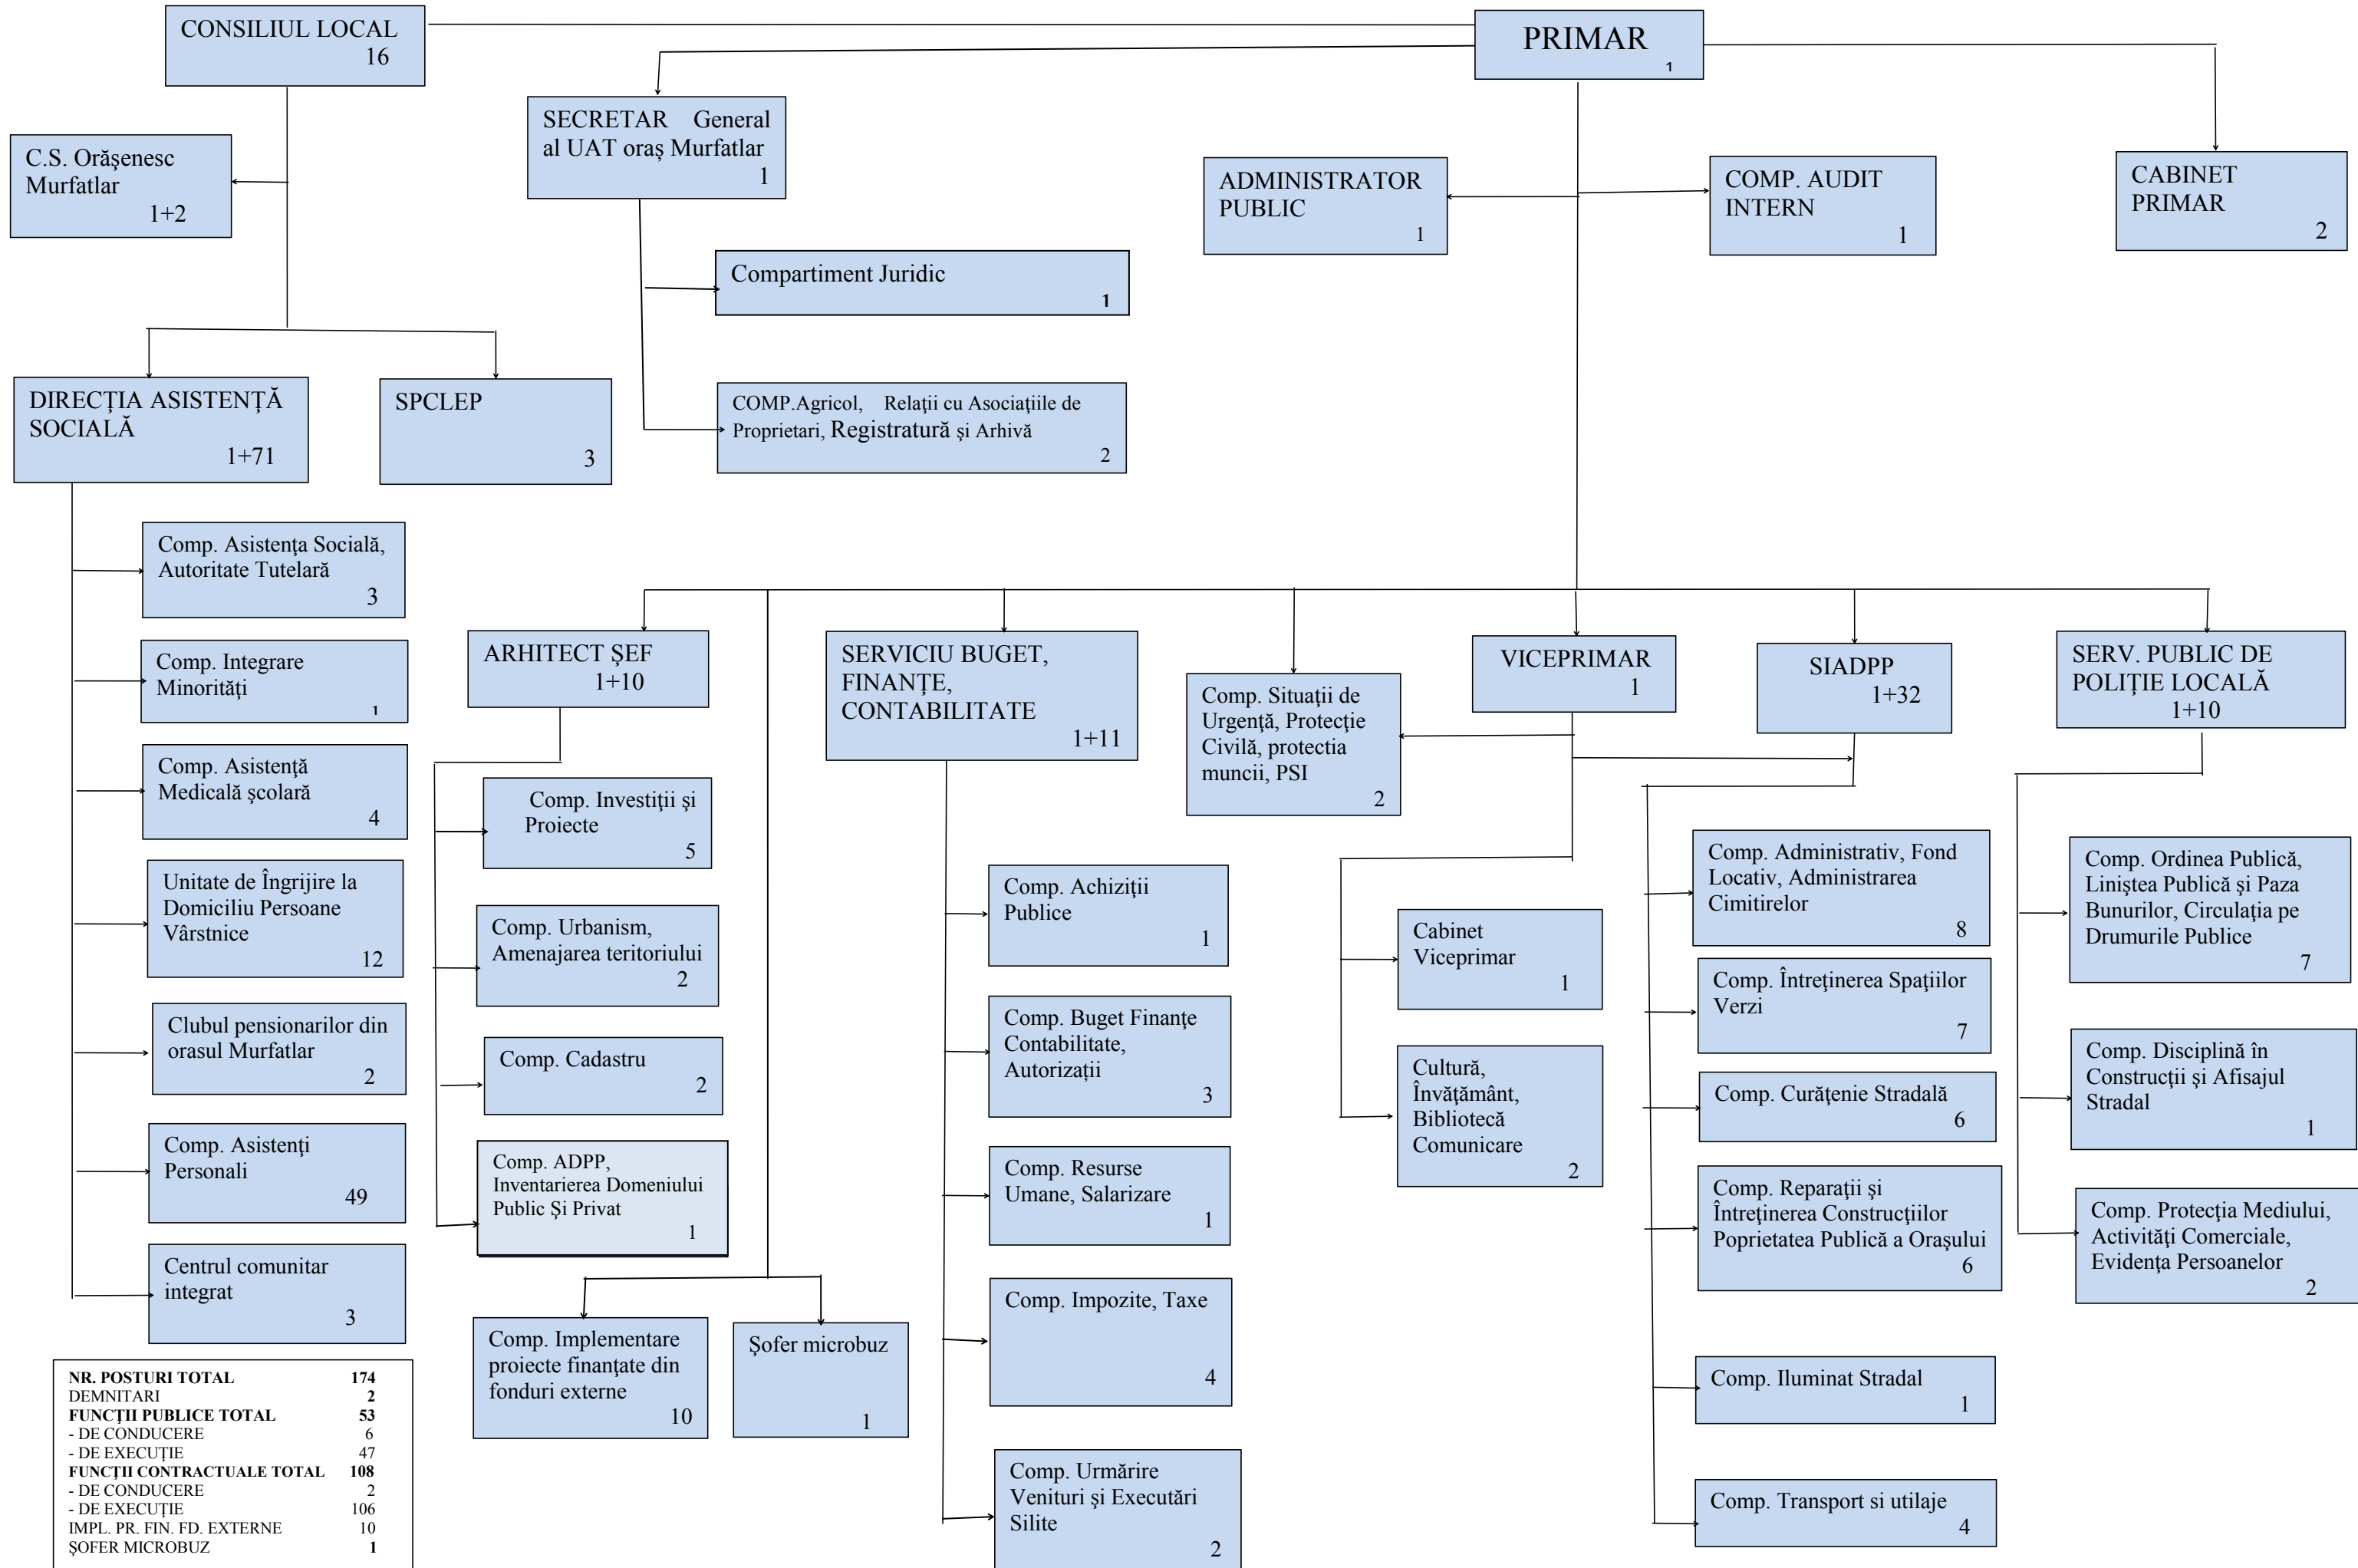 CONSILIUL LOCAL
16
PRIMAR
1
SECRETAR General
al UAT oraș Murfatlar
1
C.S. Orăşenesc
Murfatlar
1+2
ADMINISTRATOR
PUBLIC
1
COMP. AUDIT
INTERN
1
CABINET
PRIMAR
2
Compartiment Juridic
1
DIRECŢIA ASISTENŢĂ
SOCIALĂ
1+71
SPCLEP
3
COMP.Agricol, Relaţii cu Asociaţiile de
Proprietari, Registratură şi Arhivă
2
Comp. Asistenţa Socială,
Autoritate Tutelară
3
Comp. Integrare
Minorităţi
1
Comp. Asistenţă
Medicală şcolară
4
Unitate de Îngrijire la
Domiciliu Persoane
Vârstnice
12
Clubul pensionarilor din
orasul Murfatlar
2
Comp. Asistenţi
Personali
49
Centrul comunitar
integrat
3
ARHITECT ŞEF
1+10
Comp. Investiţii şi
Proiecte
5
Comp. Urbanism,
Amenajarea teritoriului
2
Comp. Cadastru
2
Comp. ADPP,
Inventarierea Domeniului
Public Şi Privat
1
Comp. Implementare
proiecte finanţate din
fonduri externe
10
Şofer microbuz
1
SERVICIU BUGET,
FINANŢE,
CONTABILITATE
1+11
Comp. Achiziţii
Publice
1
Comp. Buget Finanţe
Contabilitate,
Autorizații
3
Comp. Resurse
Umane, Salarizare
1
Comp. Impozite, Taxe
4
Comp. Urmărire
Venituri şi Executări
Silite
2
Comp. Situaţii de
Urgenţă, Protecţie
Civilă, protectia
muncii, PSI
2
VICEPRIMAR
1
Cabinet
Viceprimar
1
Cultură,
Învăţământ,
Bibliotecă
Comunicare
2
SIADPP
1+32
Comp. Administrativ, Fond
Locativ, Administrarea
Cimitirelor
8
Comp. Întreţinerea Spaţiilor
Verzi
7
Comp. Curăţenie Stradală
6
Comp. Reparaţii şi
Întreţinerea Construcţiilor
Poprietatea Publică a Oraşului
6
Comp. Iluminat Stradal
1
Comp. Transport si utilaje
4
SERV. PUBLIC DE
POLIŢIE LOCALĂ
1+10
Comp. Ordinea Publică,
Liniştea Publică şi Paza
Bunurilor, Circulaţia pe
Drumurile Publice
7
Comp. Disciplină în
Construcţii şi Afisajul
Stradal
1
Comp. Protecţia Mediului,
Activităţi Comerciale,
Evidenţa Persoanelor
2
NR. POSTURI TOTAL 174
DEMNITARI 2
FUNCŢII PUBLICE TOTAL 53
- DE CONDUCERE 6
- DE EXECUŢIE 47
FUNCŢII CONTRACTUALE TOTAL 108
- DE CONDUCERE 2
- DE EXECUŢIE 106
IMPL. PR. FIN. FD. EXTERNE 10
ŞOFER MICROBUZ 1